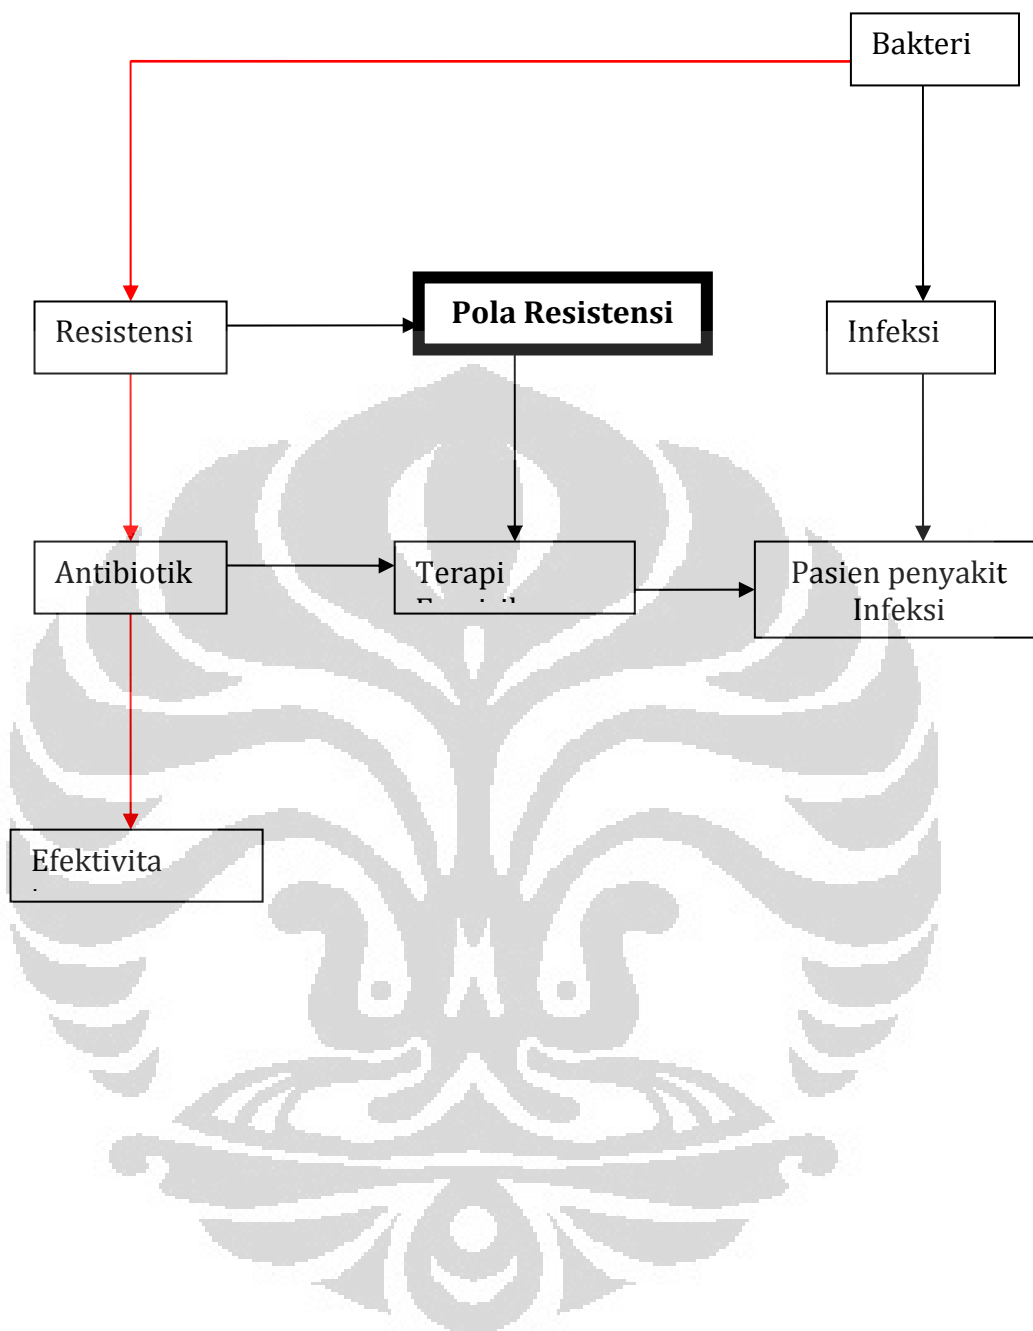 Bakteri
Resistensi
Pola Resistensi
Infeksi
Antibiotik
Terapi
Pasien penyakit
Infeksi
Efektivita